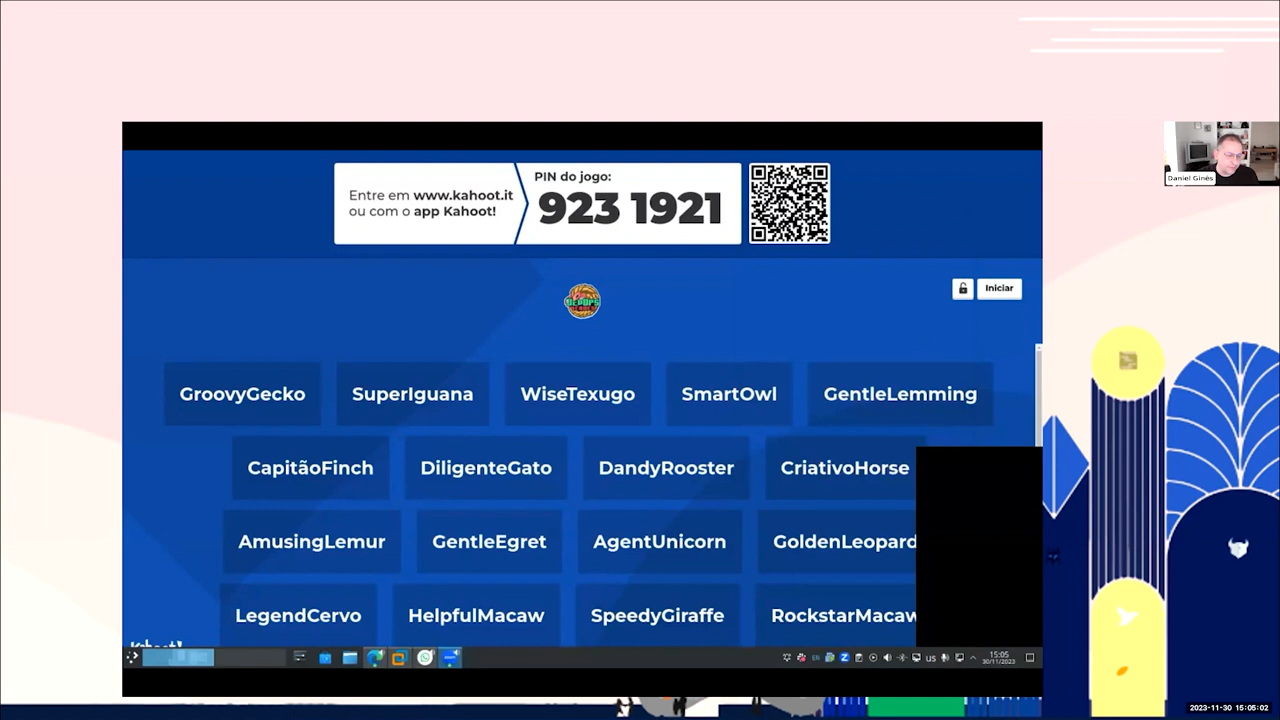 Entre em www.kahoot.it
ou com o app Kahoot!
PIN do jogo:
923 1921
Iniciar
GroovyGecko SuperIguana WiseTexugo SmartOwl GentleLemming
CapitãoFinch DiligenteGato DandyRooster CriativoHorse
AmusingLemur GentleEgret AgentUnicorn GoldenLeopard
LegendCervo HelpfulMacaw SpeedyGiraffe RockstarMacaw
Kahoot!
US
15:05
30/11/2023
Daniel Ginés
2023-11-30 15:05:02